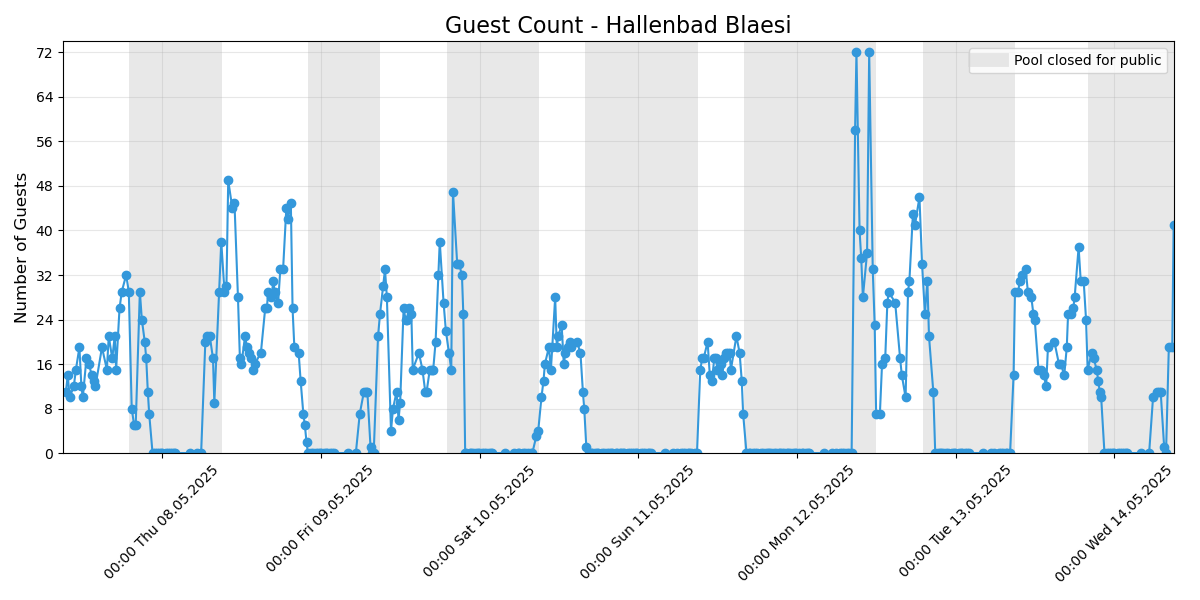 Guest Count - Hallenbad Blaesi
Pool closed for public
Number of Guests
72
64
56
48
40
32
24
16
8
0
00:00 Thu 08.05.2025
00:00 Fri 09.05.2025
00:00 Sat 10.05.2025
00:00 Sun 11.05.2025
00:00 Mon 12.05.2025
00:00 Tue 13.05.2025
00:00 Wed 14.05.2025